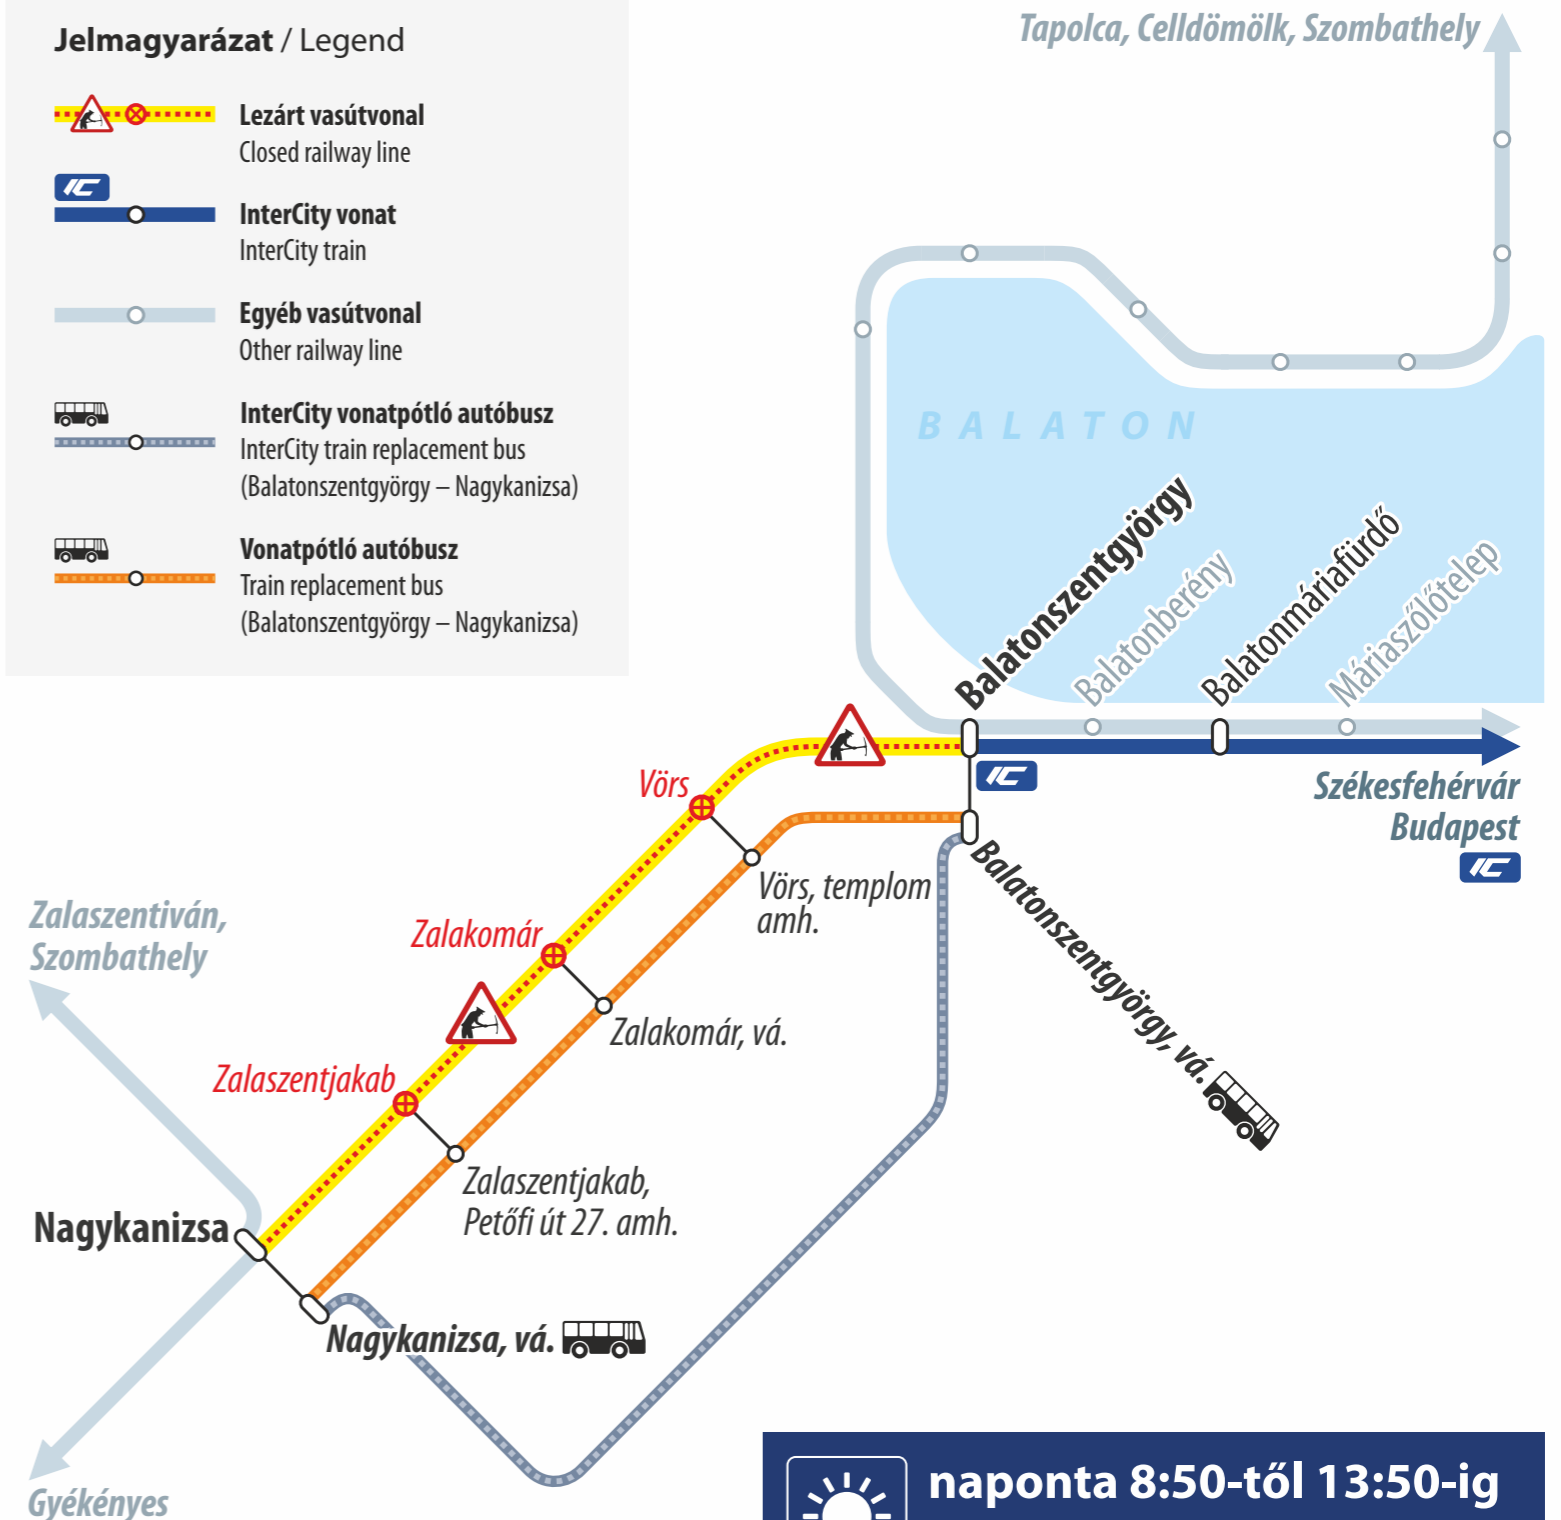 Jelmagyarázat / Legend
Lezárt vasútvonal
Closed railway line
IC
InterCity vonat
InterCity train
Egyéb vasútvonal
Other railway line
InterCity vonatpótló autóbusz
InterCity train replacement bus
(Balatonszentgyörgy – Nagykanizsa)
Vonatpótló autóbusz
Train replacement bus
(Balatonszentgyörgy – Nagykanizsa)
Tapolca, Celldömölk, Szombathely
BALATON
Balatonszentgyörgy
Balatonberény
Balatonmáriafürdő
Máriaszőlőtelep
IC
Székesfehérvár
Budapest
IC
Vörs
Vörs, templom
amh.
Balatonszentgyörgy, vá.
Zalakomár
Zalakomár, vá.
Zalaszentiván,
Szombathely
Zalaszentjakab
Zalaszentjakab,
Petőfi út 27. amh.
Nagykanizsa
Nagykanizsa, vá.
Gyékényes
naponta 8:50-től 13:50-ig